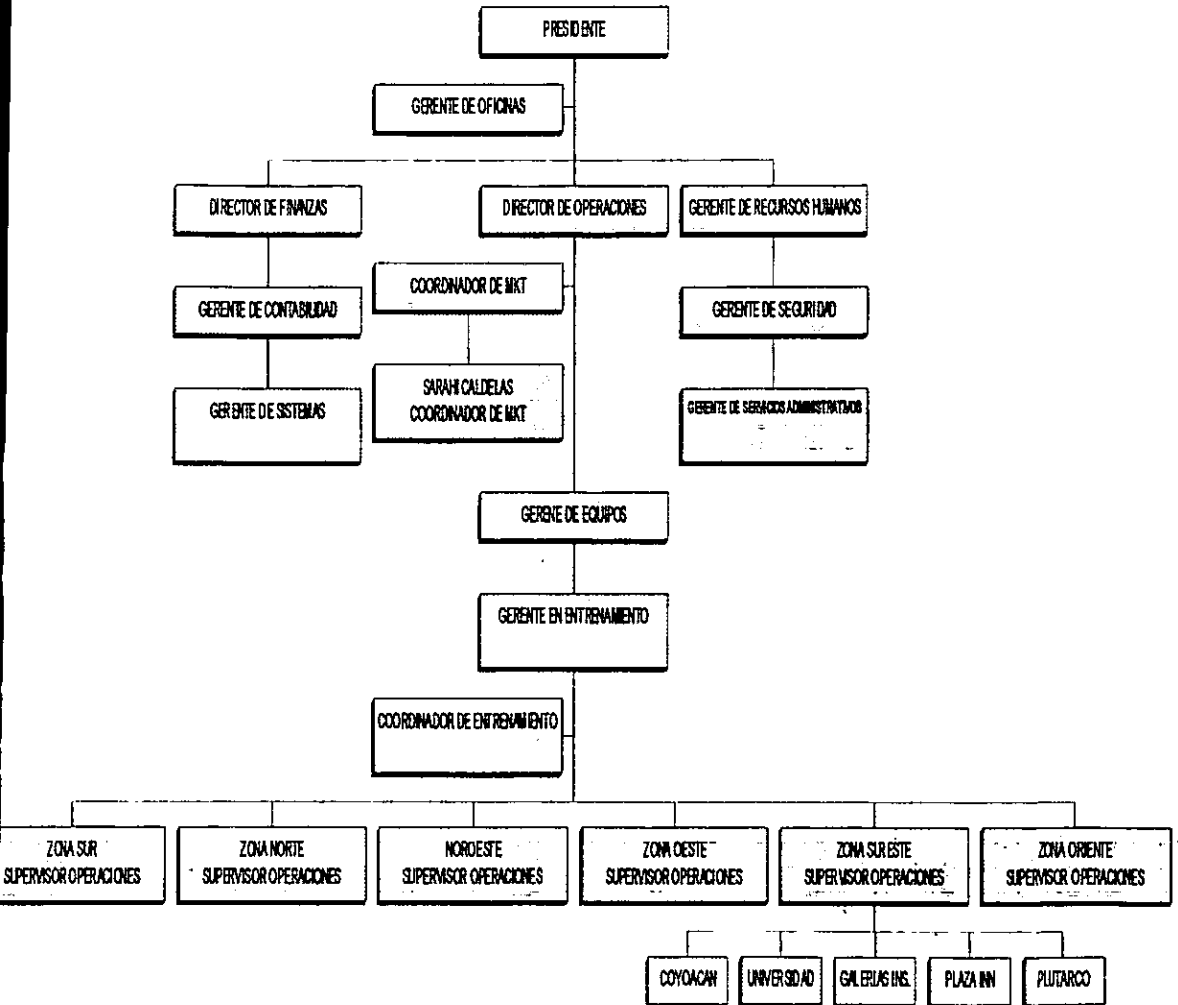 PRESIDENTE
GERENTE DE OFICINAS
DIRECTOR DE FINANZAS
DIRECTOR DE OPERACIONES
GERENTE DE RECURSOS HUMANOS
COORDINADOR DE MKT
GERENTE DE CONTABILIDAD
GERENTE DE SEGURIDAD
SARAHI CALDELAS
COORDINADOR DE MKT
GERENTE DE SISTEMAS
GERENTE DE SERVICIOS ADMINISTRATIVOS
GERENE DE EQUIPOS
GERENTE EN ENTRENAMIENTO
COORDINADOR DE ENTRENAMIENTO
ZONA SUR
SUPERVISOR OPERACIONES
ZONA NORTE
SUPERVISOR OPERACIONES
NOROESTE
SUPERVISOR OPERACIONES
ZONA OESTE
SUPERVISOR OPERACIONES
ZONA SUR ESTE
SUPERVISOR OPERACIONES
ZONA ORIENTE
SUPERVISOR OPERACIONES
COYOACAN
UNIVERSIDAD
GALERIAS INS.
PLAZA INN
PLUTARCO